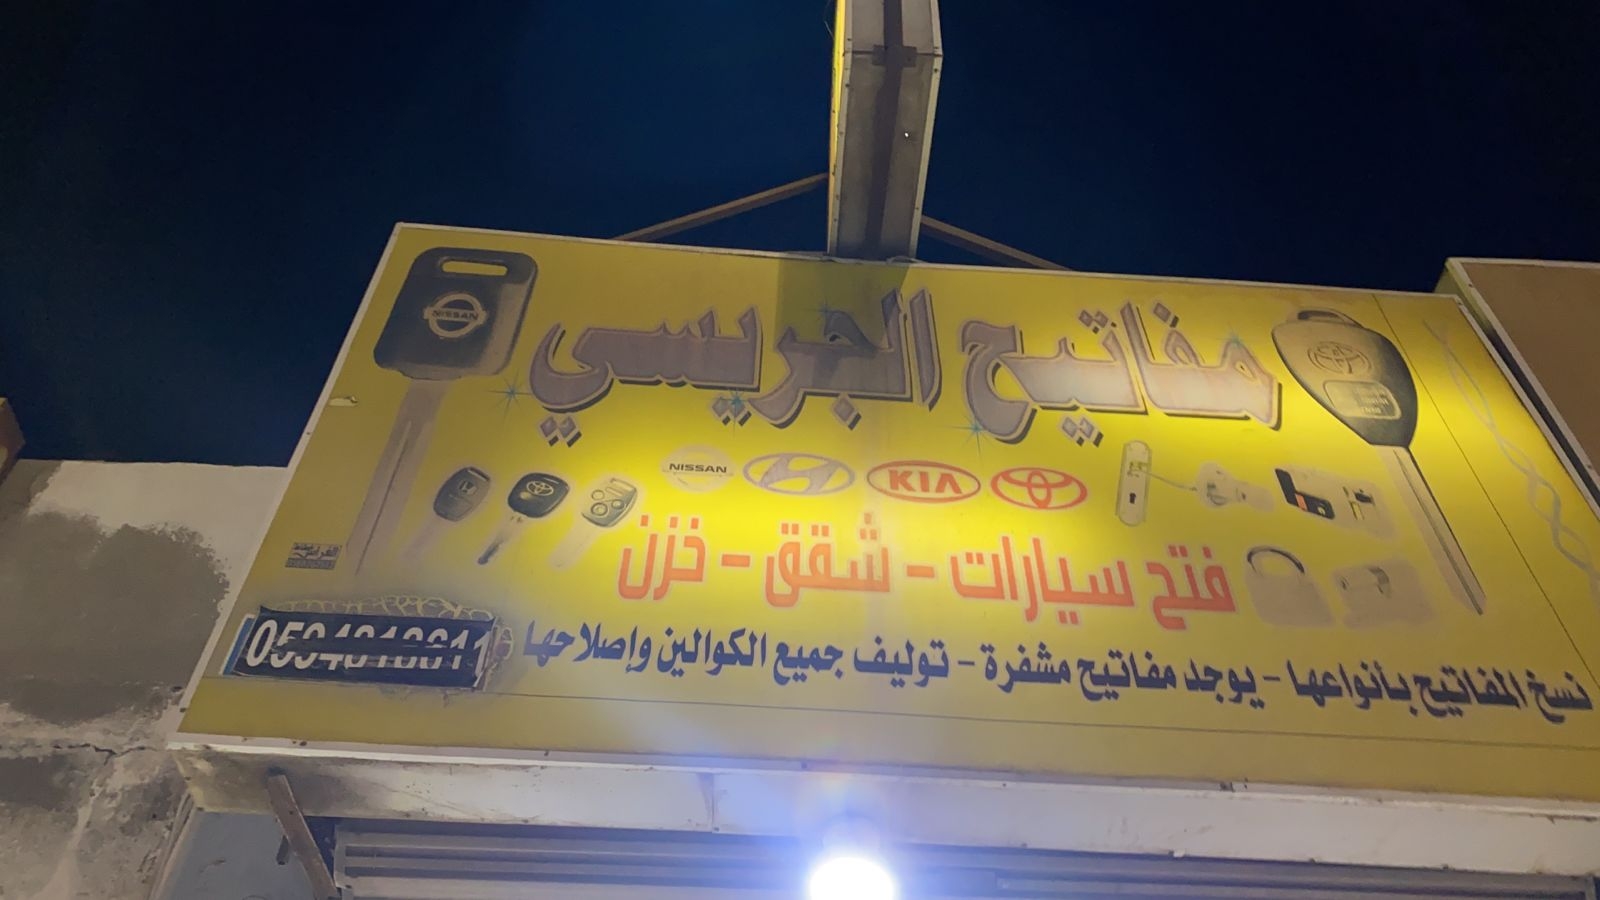 مفاتيح الجريسي
NISSAN
NISSAN
KIA
فتح سيارات - شقق - خزن
نسخ المفاتيح بأنواعها - يوجد مفاتيح مشفرة - توليف جميع الكوالين وإصلاحها